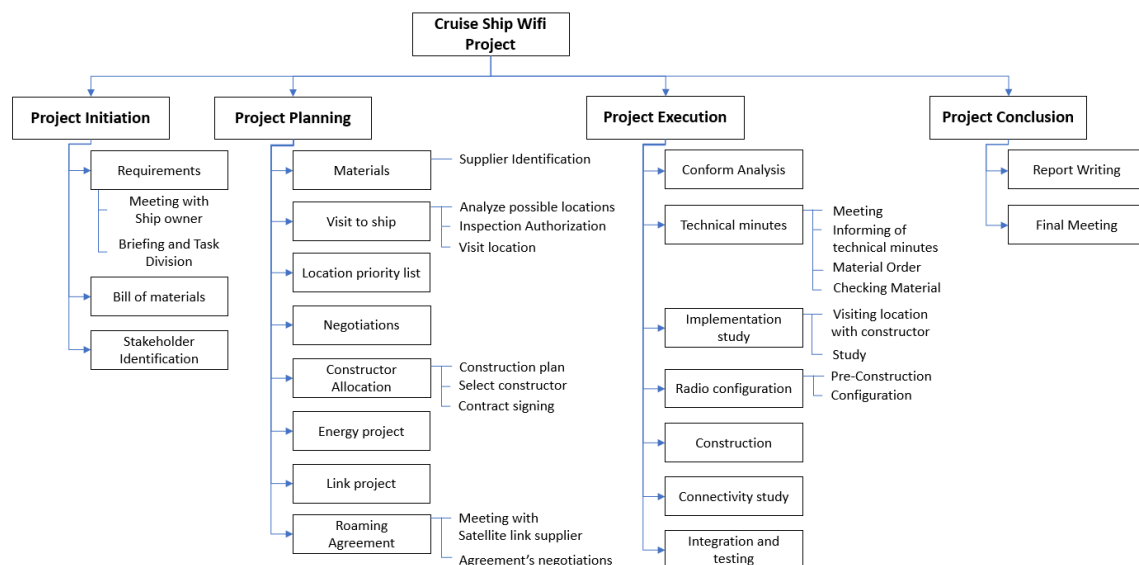 Cruise Ship Wifi
Project
Project Initiation
Requirements
Meeting with
Ship owner
Briefing and Task
Division
Bill of materials
Stakeholder
Identification
Project Planning
Materials
Supplier Identification
Visit to ship
Analyze possible locations
Inspection Authorization
Visit location
Location priority list
Negotiations
Constructor
Allocation
Construction plan
Select constructor
Contract signing
Energy project
Link project
Roaming
Agreement
Meeting with
Satellite link supplier
Agreement’s negotiations
Project Execution
Conform Analysis
Technical minutes
Meeting
Informing of
technical minutes
Material Order
Checking Material
Implementation
study
Visiting location
with constructor
Study
Radio configuration
Pre-Construction
Configuration
Construction
Connectivity study
Integration and
testing
Project Conclusion
Report Writing
Final Meeting